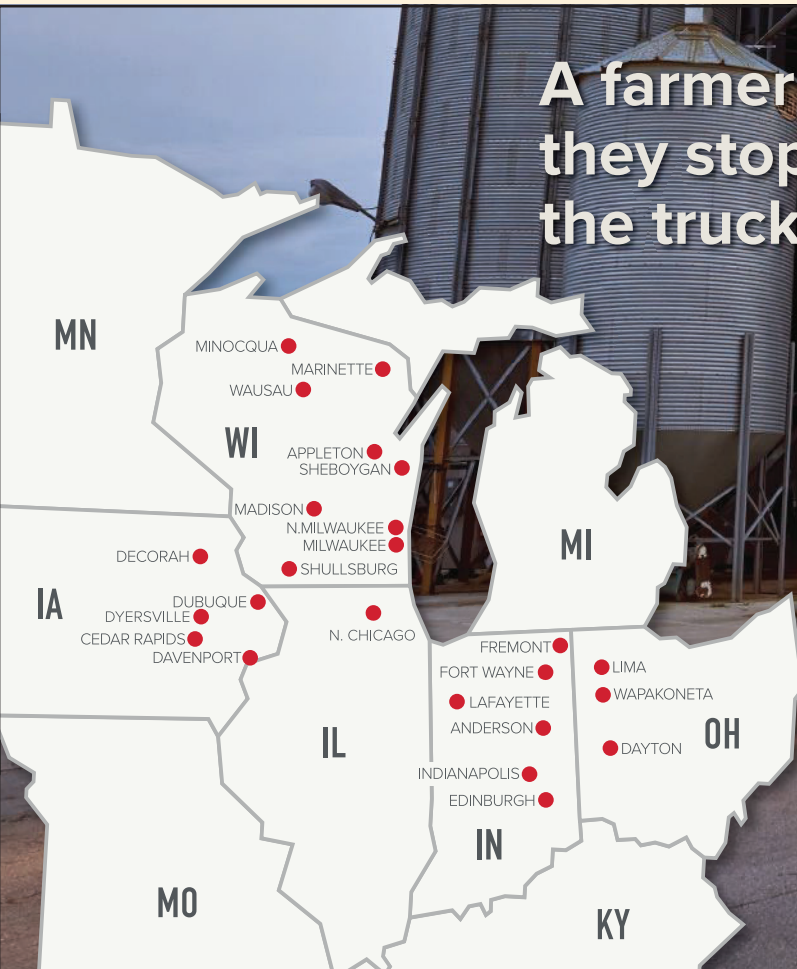 A farmer
they stop
the truck
MN
MINOCQUA
MARINETTE
WAUSAU
WI
APPLETON
SHEBOYGAN
MADISON
N.MILWAUKEE
MILWAUKEE
SHULLSBURG
MI
DECORAH
IA
DUBUQUE
DYERSVILLE
CEDAR RAPIDS
DAVENPORT
N. CHICAGO
FREMONT
FORT WAYNE
LAFAYETTE
ANDERSON
INDIANAPOLIS
EDINBURGH
LIMA
WAPAKONETA
DAYTON
OH
IL
IN
MO
KY